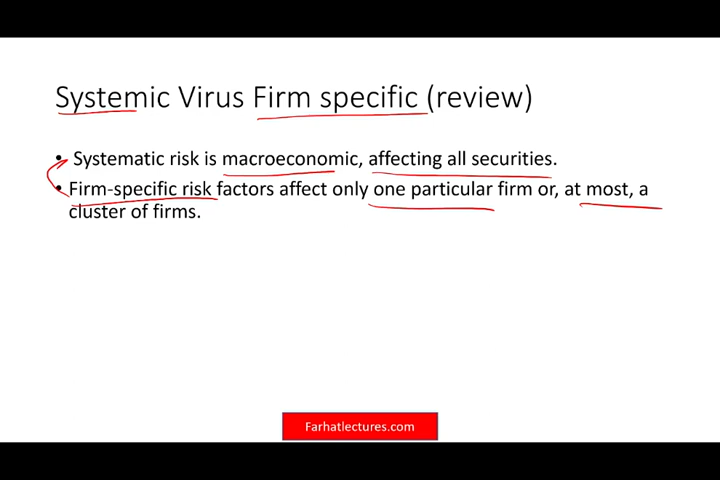 Systemic Virus Firm specific (review)
• Systematic risk is macroeconomic, affecting all securities.
• Firm-specific risk factors affect only one particular firm or, at most, a
cluster of firms.
Farhatlectures.com